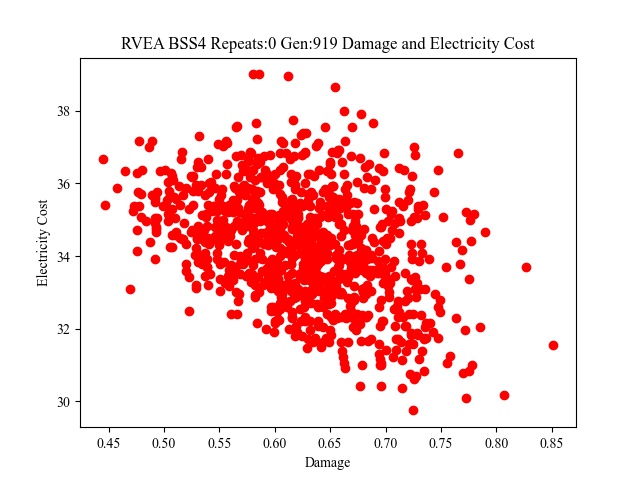 RVEA BSS4 Repeats:0 Gen:919 Damage and Electricity Cost
38
36
34
32
30
Electricity Cost
0.45 0.50 0.55 0.60 0.65 0.70 0.75 0.80 0.85
Damage